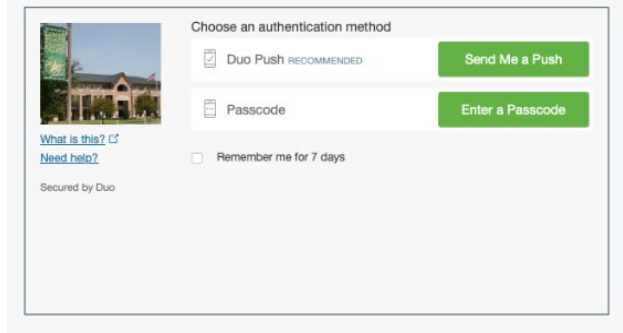 Choose an authentication method
Duo Push RECOMMENDED
Send Me a Push
Passcode
Enter a Passcode
What is this?
Need help?
Remember me for 7 days
Secured by Duo